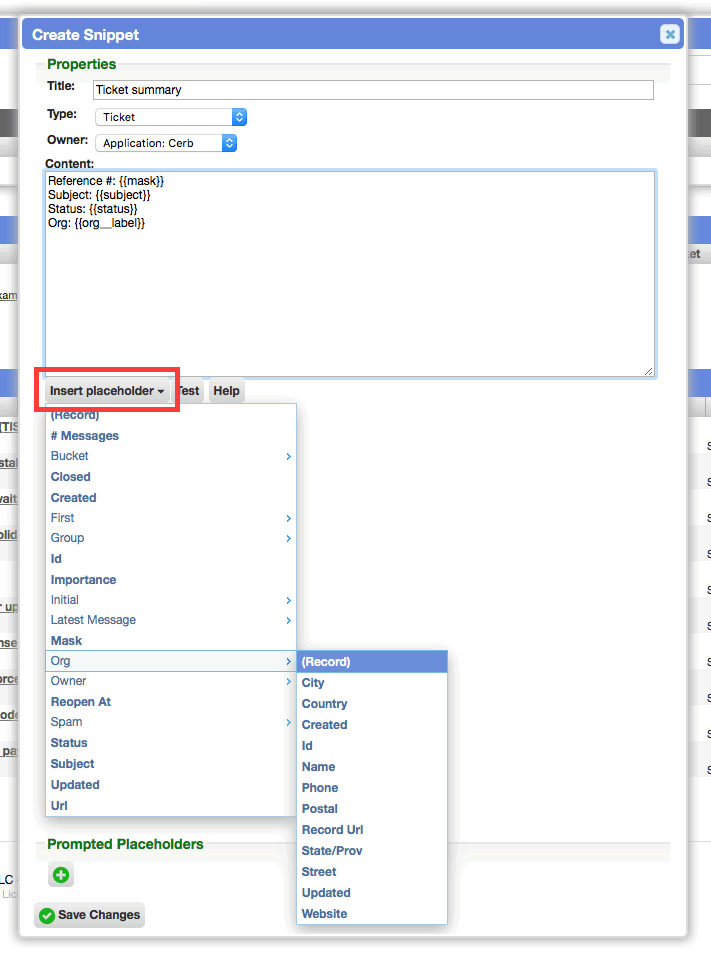 Create Snippet
Properties
Title: Ticket summary
Type: Ticket
Owner: Application: Cerb
Content:
Reference #: {{mask}}
Subject: {{subject}}
Status: {{status}}
Org: {{org__label}}
Insert placeholder Test Help
(Record)
# Messages
Bucket
Closed
Created
First
Group
Id
Importance
Initial
Latest Message
Mask
Org
Owner
Reopen At
Spam
Status
Subject
Updated
Url
(Record)
City
Country
Created
Id
Name
Phone
Postal
Record Url
State/Prov
Street
Updated
Website
Prompted Placeholders
Save Changes